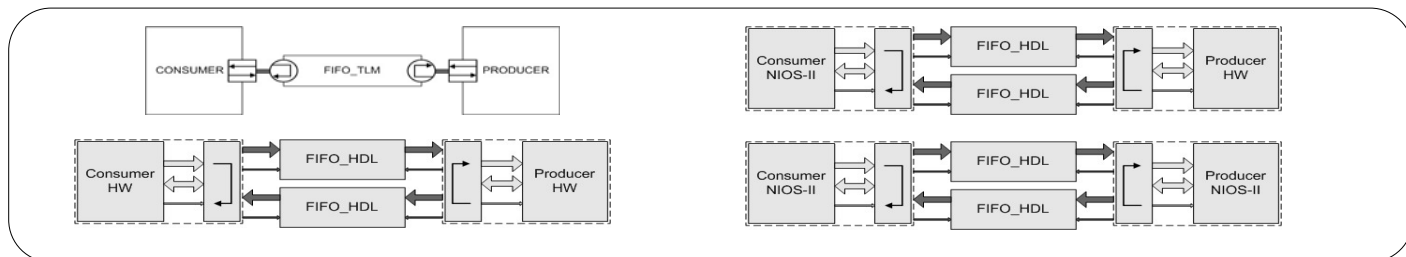 CONSUMER FIFO_TLM PRODUCER
Consumer
HW
FIFO_HDL
FIFO_HDL
Producer
HW
Consumer
NIOS-II
FIFO_HDL
FIFO_HDL
Producer
HW
Consumer
NIOS-II
FIFO_HDL
FIFO_HDL
Producer
NIOS-II